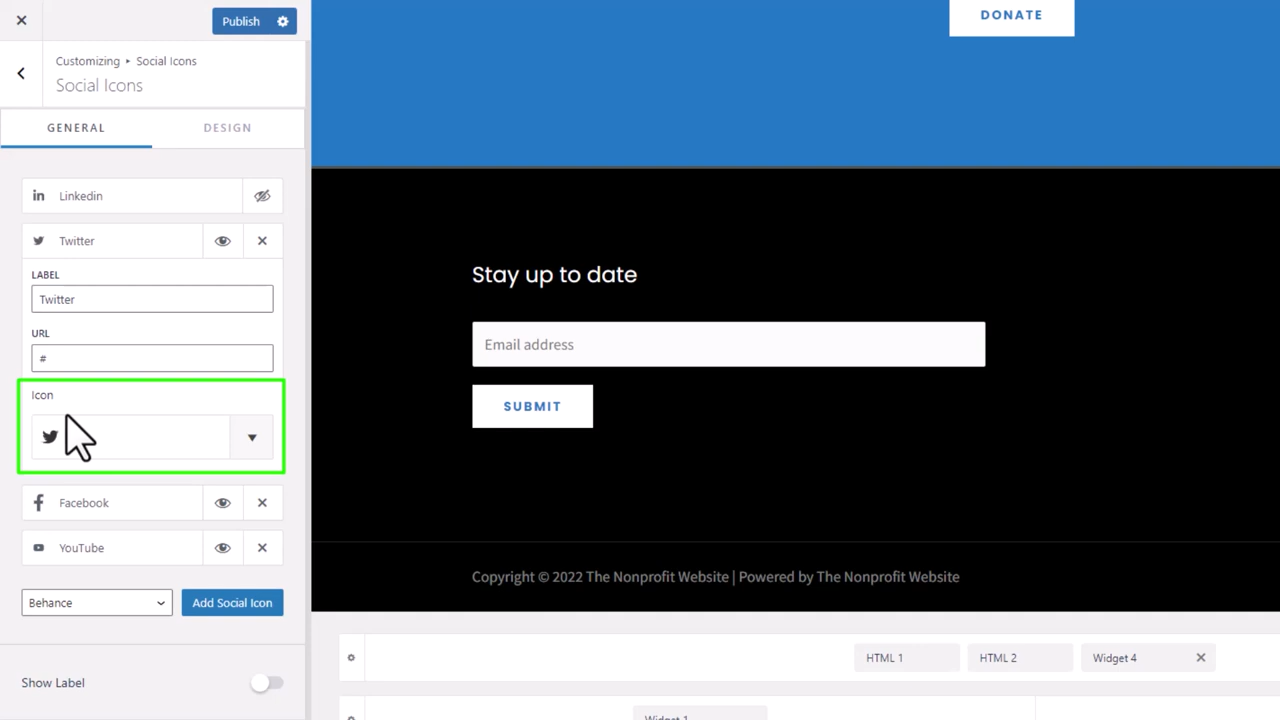 Publish
Customizing ▸ Social Icons
Social Icons
GENERAL
DESIGN
Linkedin
Twitter
LABEL
Twitter
URL
#
Icon
Facebook
YouTube
Behance
Add Social Icon
Show Label
DONATE
Stay up to date
Email address
SUBMIT
Copyright © 2022 The Nonprofit Website | Powered by The Nonprofit Website
HTML 1
HTML 2
Widget 4
Widget 1